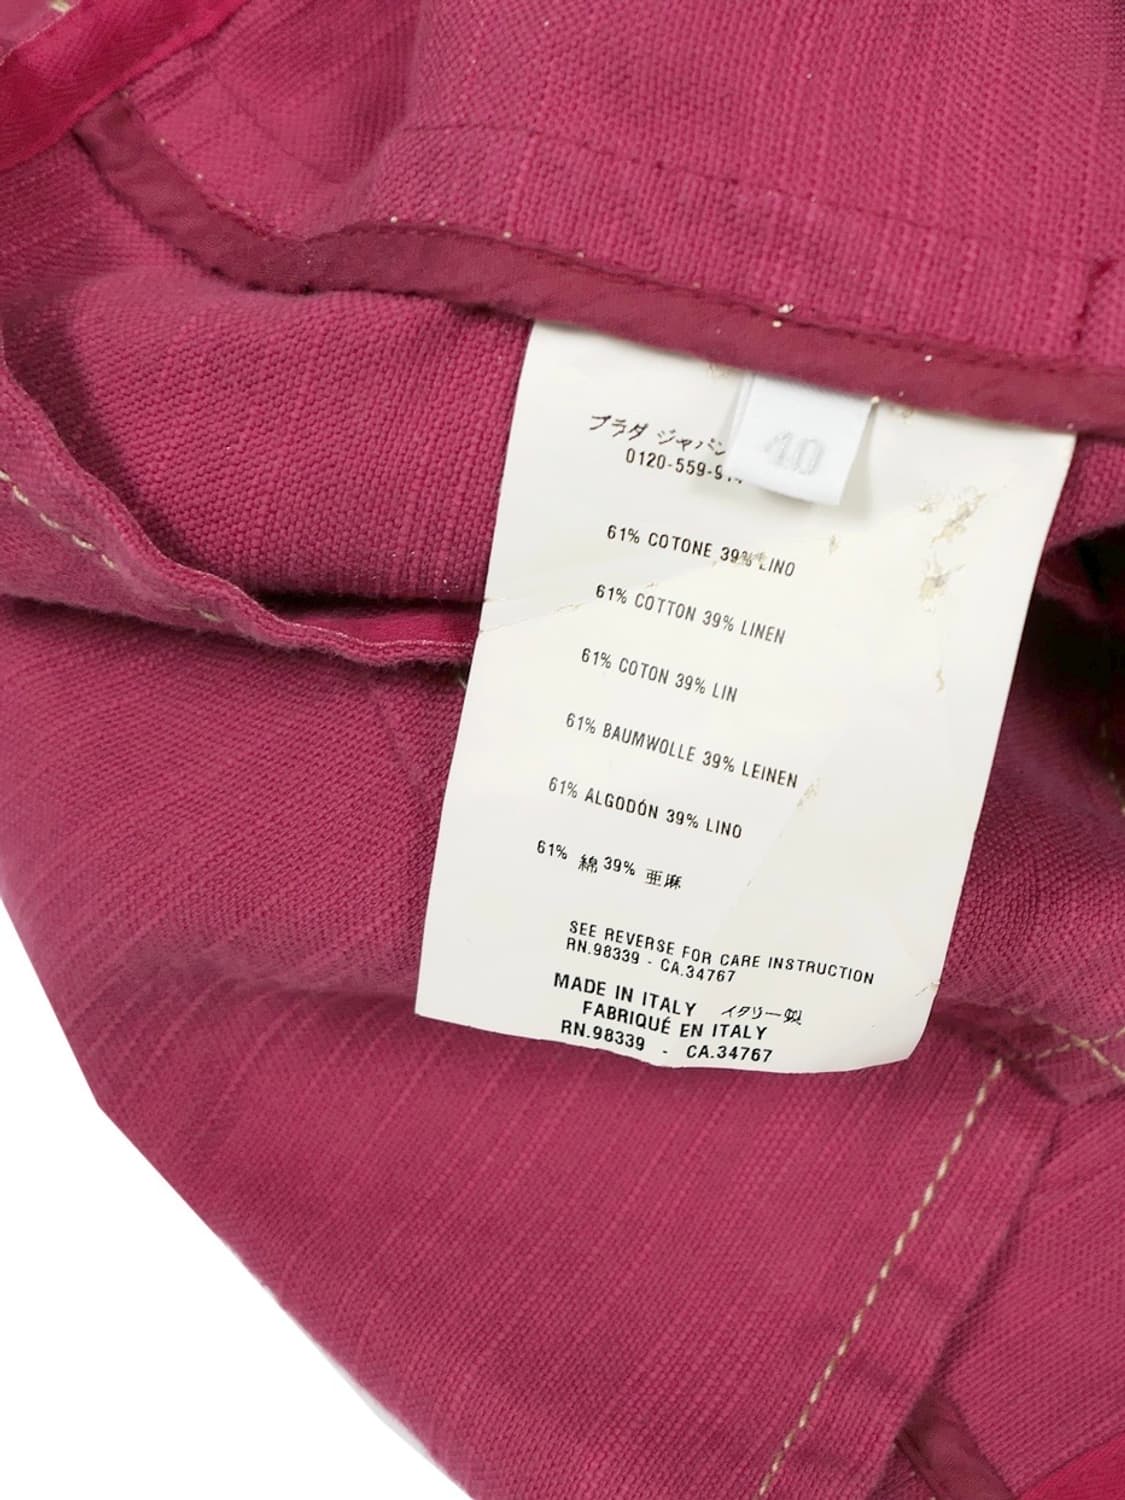 プラダ ジャパン
0120-559-9
40
61% COTONE 39% LINO
61% COTTON 39% LINEN
61% COTON 39% LIN
61% BAUMWOLLE 39% LEINEN
61% ALGODÓN 39% LINO
61% 綿 39% 亜麻
SEE REVERSE FOR CARE INSTRUCTION
RN.98339 - CA.34767
MADE IN ITALY イタリー製
FABRIQUÉ EN ITALY
RN.98339 - CA.34767